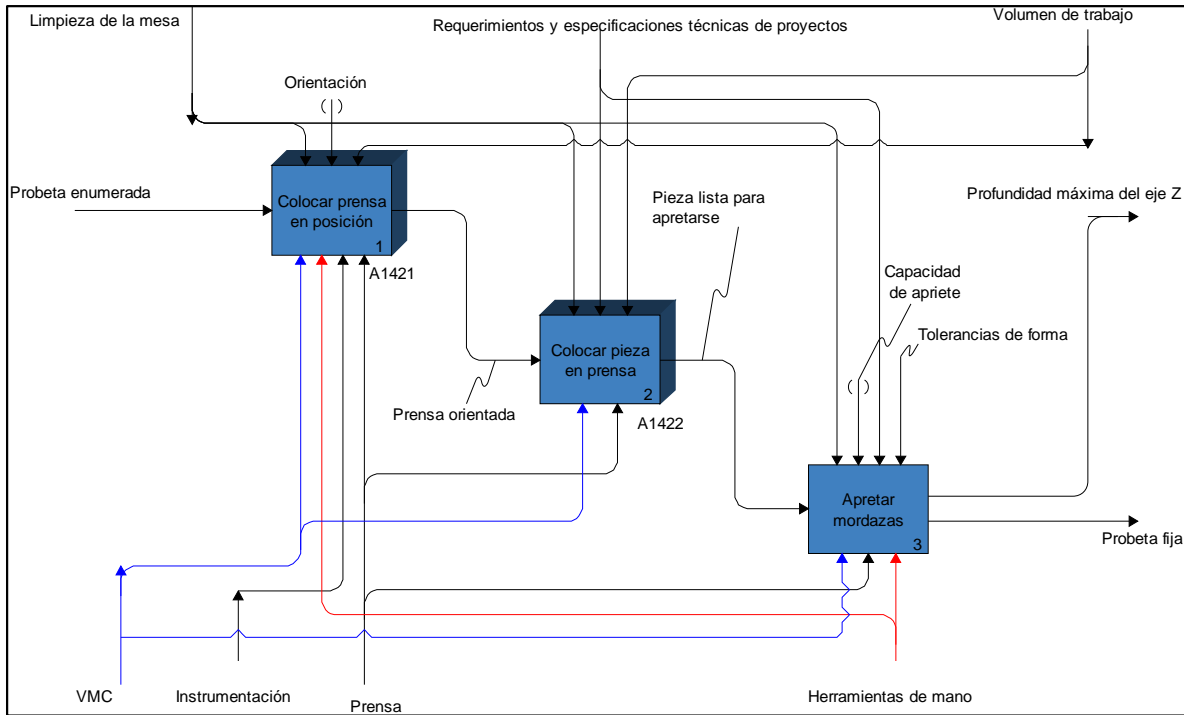 Limpieza de la mesa
Requerimientos y especificaciones técnicas de proyectos
Volumen de trabajo
Orientación
( )
Probeta enumerada
Colocar prensa
en posición
1
A1421
Pieza lista para
apretarse
Profundidad máxima del eje Z
Capacidad
de apriete
Tolerancias de forma
Colocar pieza
en prensa
2
A1422
Prensa orientada
( )
Apretar
mordazas
3
Probeta fija
VMC
Instrumentación
Prensa
Herramientas de mano